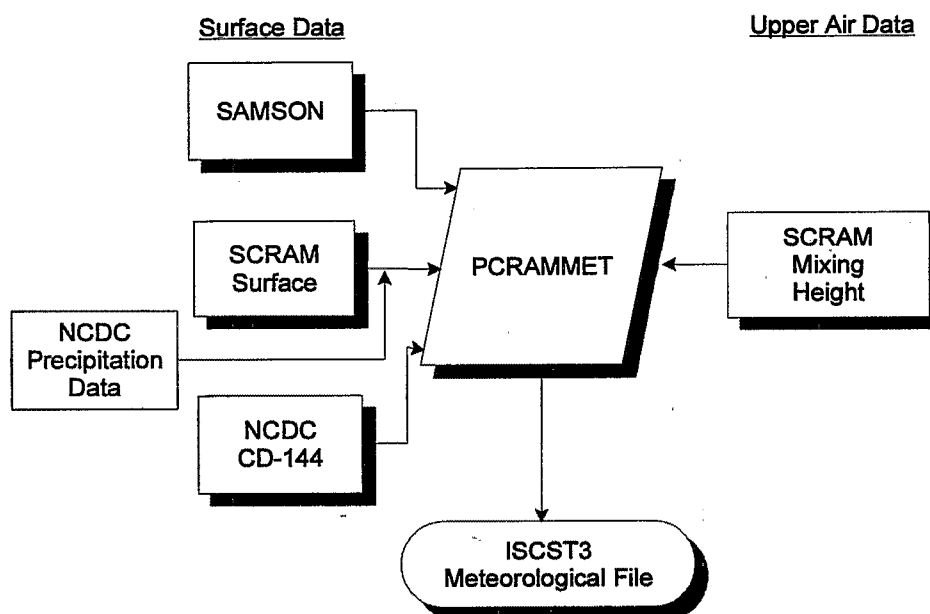 Surface Data
Upper Air Data
SAMSON
SCRAM
Surface
PCRAMMET
SCRAM
Mixing
Height
NCDC
Precipitation
Data
NCDC
CD-144
ISCST3
Meteorological File